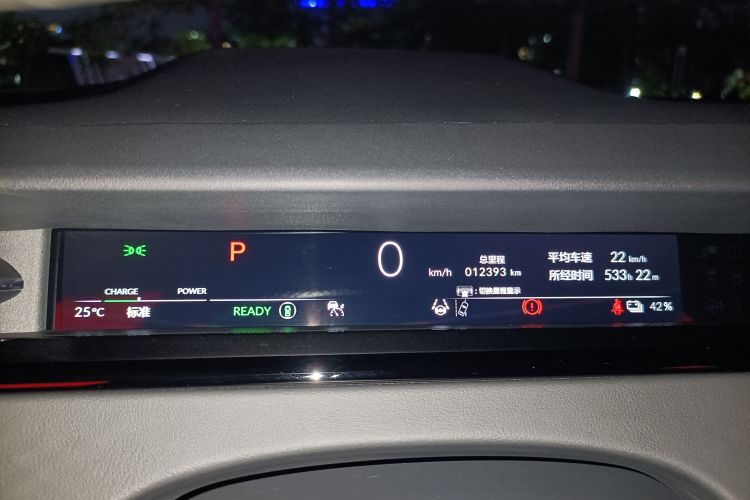 P
0
km/h
总里程
012393 km
平均车速 22 km/h
所经时间 533h 22m
: 切换里程显示
CHARGE POWER
25℃ 标准
READY
42%